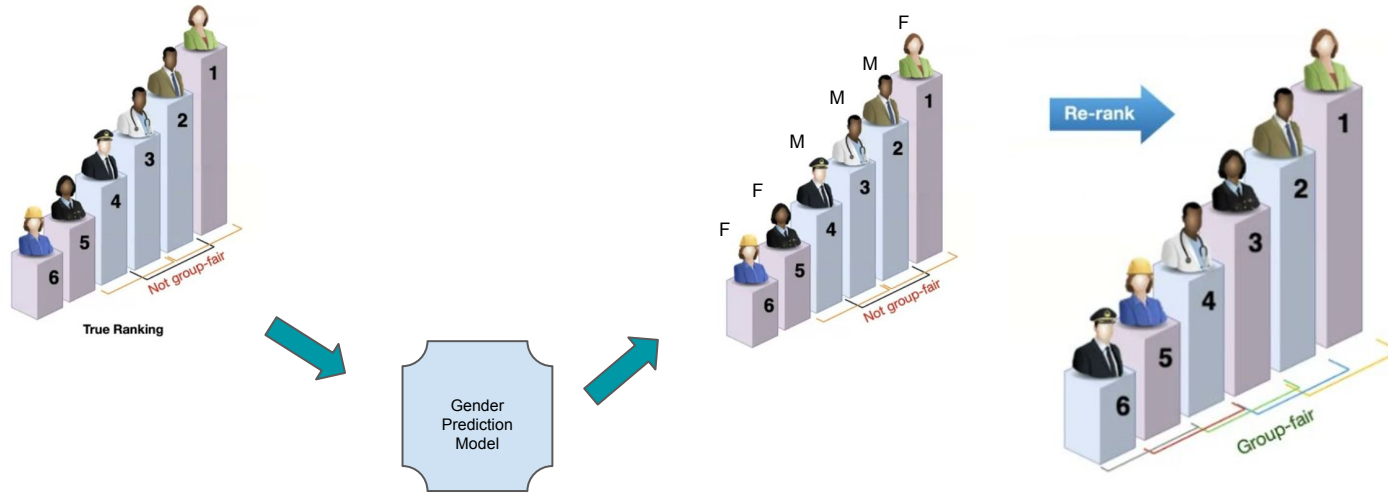 1
2
3
4
5
6
Not group-fair
True Ranking
Gender
Prediction
Model
F
M
M
M
F
F
1
2
3
4
5
6
Not group-fair
Re-rank
1
2
3
4
5
6
Group-fair